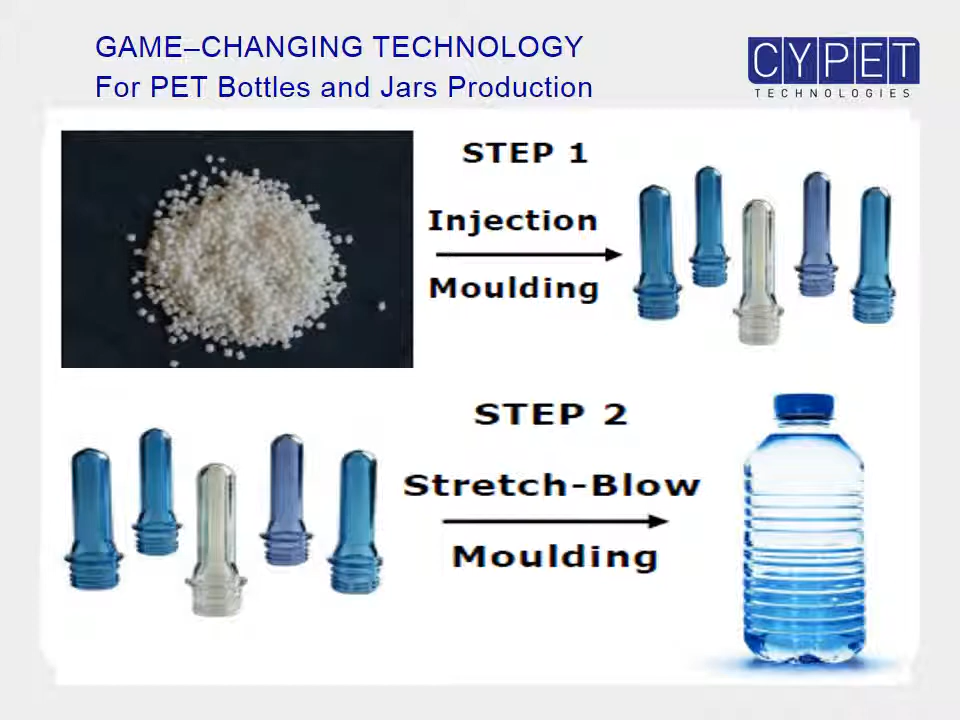 GAME–CHANGING TECHNOLOGY
For PET Bottles and Jars Production
CYPET
TECHNOLOGIES
STEP 1
Injection
Moulding
STEP 2
Stretch-Blow
Moulding